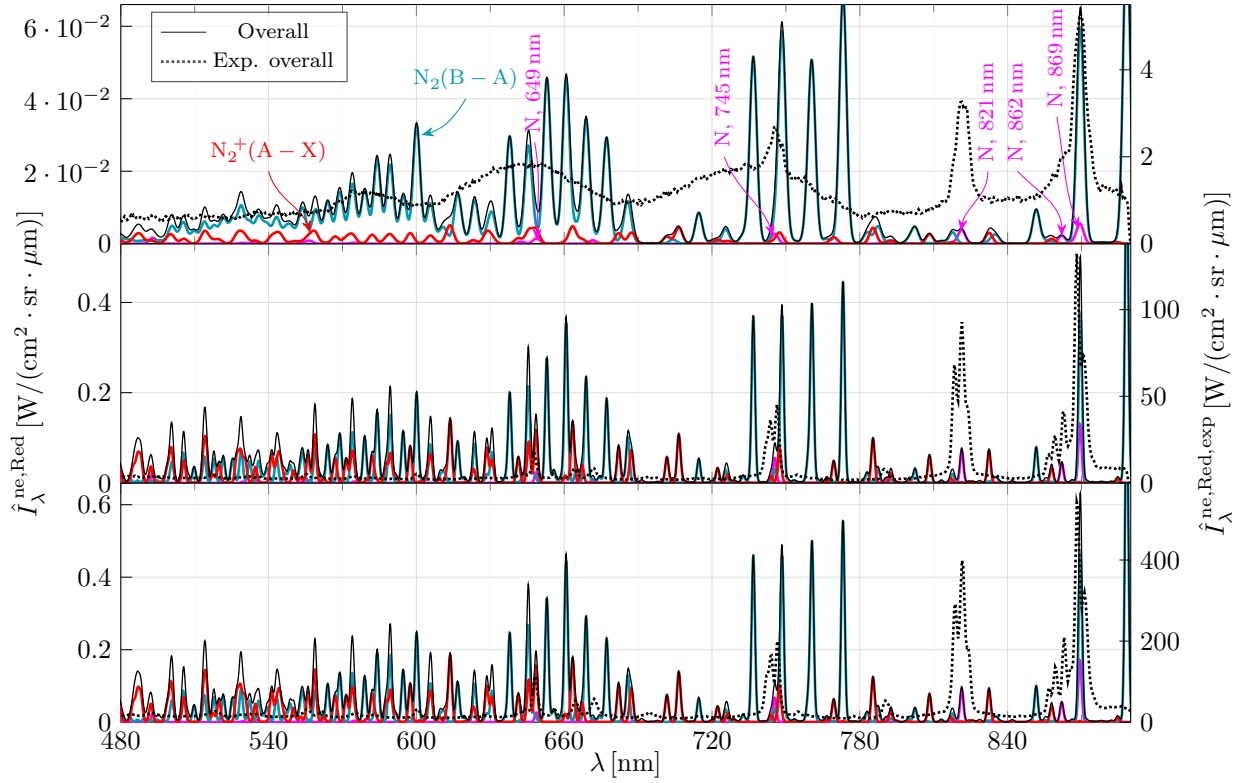 6 · 10⁻²
4 · 10⁻²
2 · 10⁻²
0
Overall
Exp. overall
N₂(B − A)
N₂⁺(A − X)
N, 649 nm
N, 745 nm
N, 821 nm
N, 862 nm
N, 869 nm
4
2
0
0.4
0.2
0
100
50
0
0.6
0.4
0.2
0
400
200
0
480
540
600
660
720
780
840
λ [nm]
Î_λ^ne,Red [W/(cm² · sr · μm)]
Î_λ^ne,Red,exp [W/(cm² · sr · μm)]